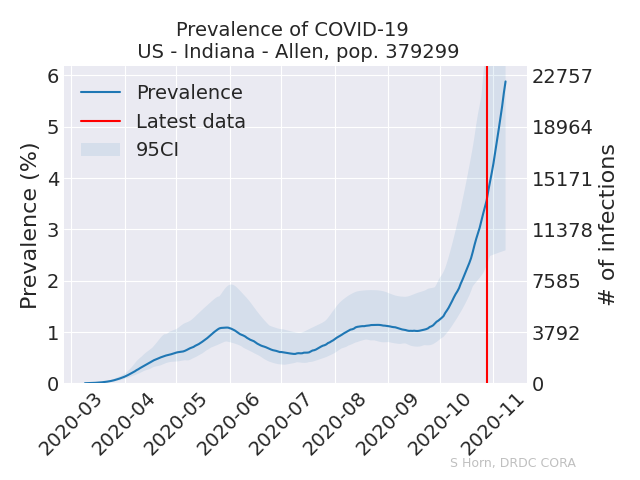 Prevalence of COVID-19
US - Indiana - Allen, pop. 379299
Prevalence
Latest data
95CI
Prevalence (%)
6
5
4
3
2
1
0
22757
18964
15171
11378
7585
3792
0
# of infections
2020-03
2020-04
2020-05
2020-06
2020-07
2020-08
2020-09
2020-10
2020-11
S Horn, DRDC CORA